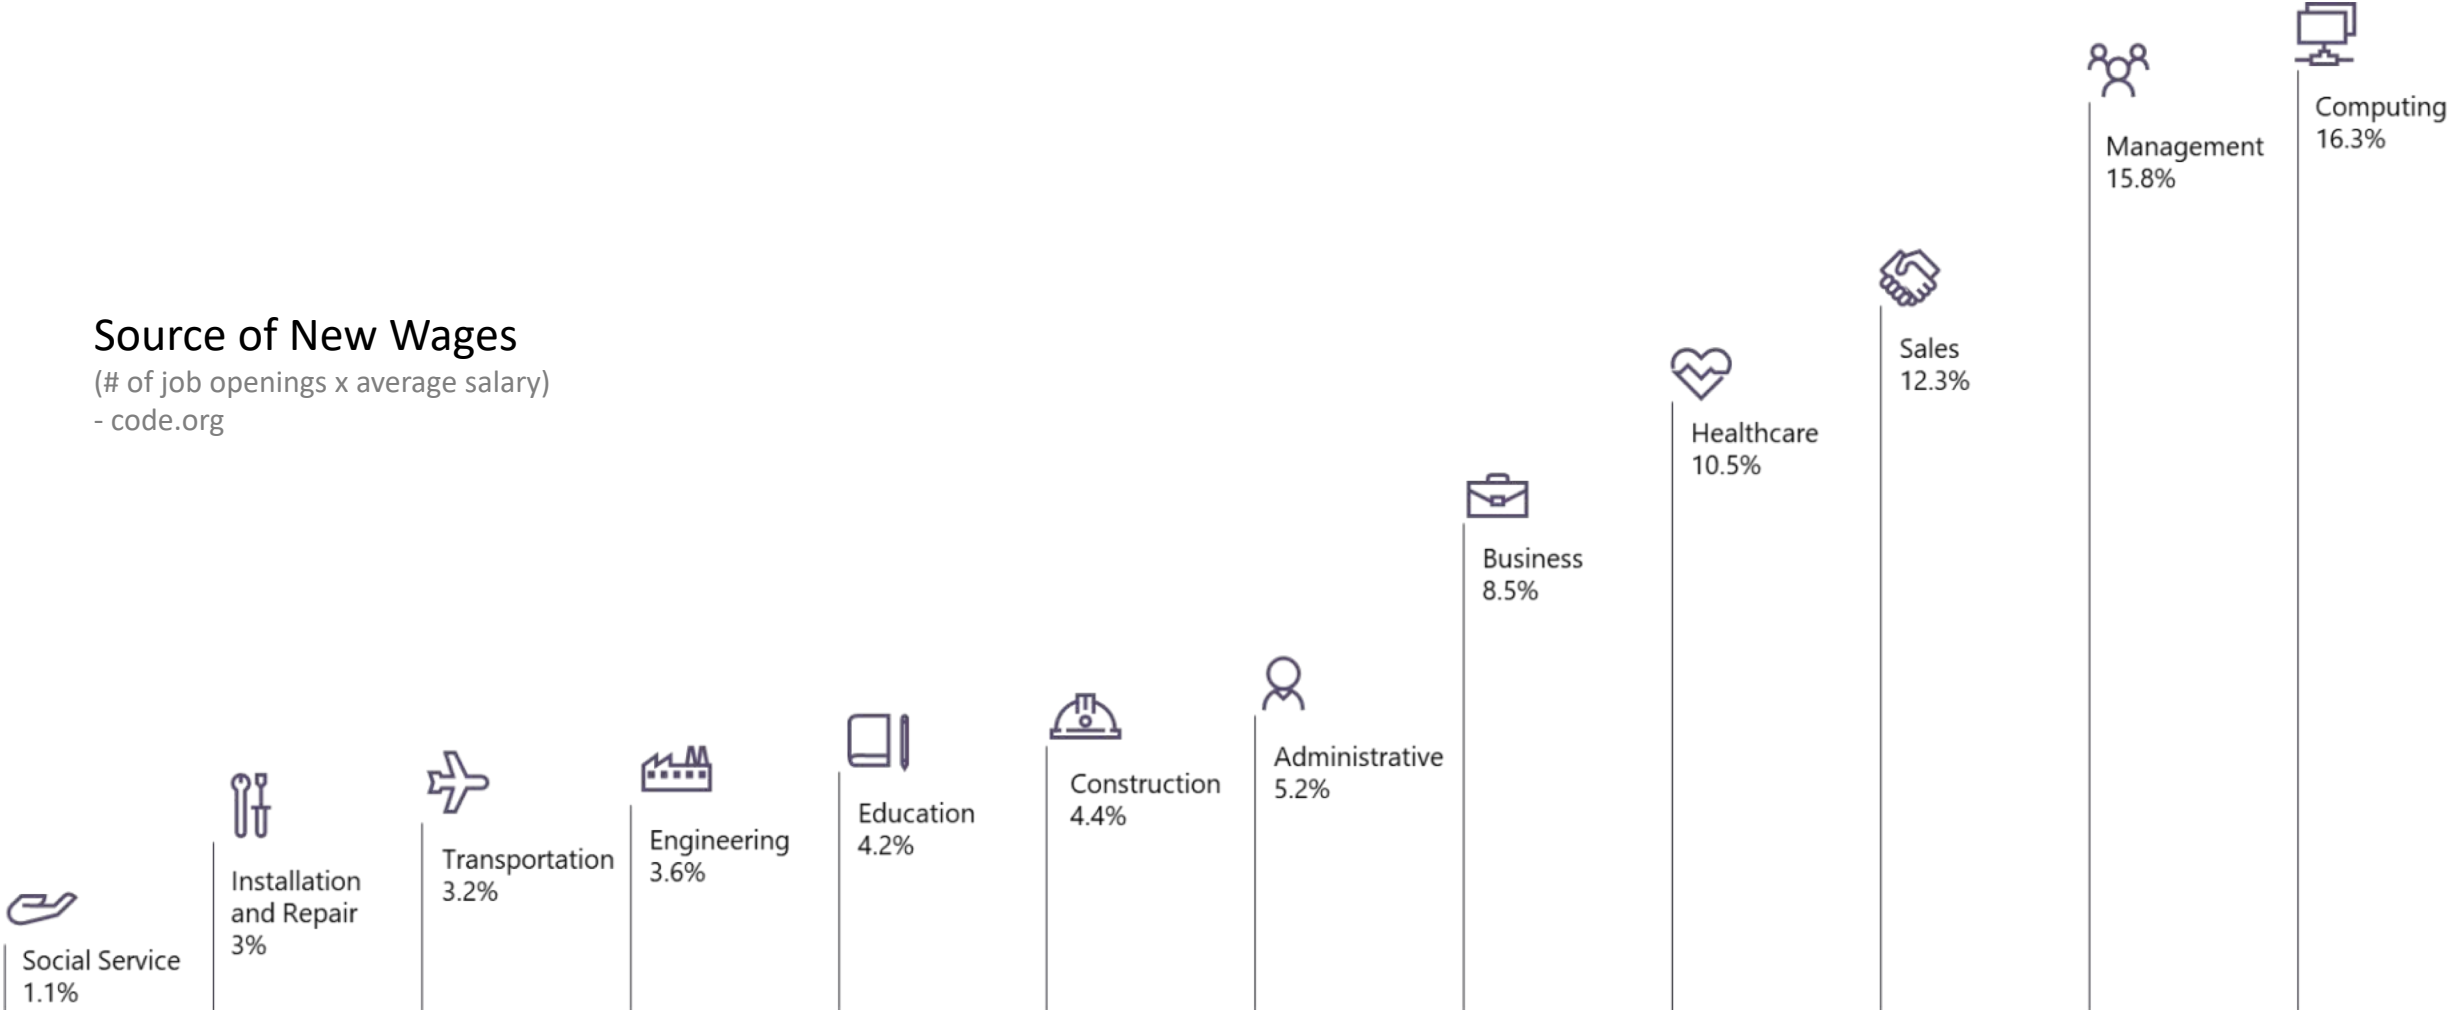 Source of New Wages
(# of job openings x average salary)
- code.org
Social Service
1.1%
Installation
and Repair
3%
Transportation
3.2%
Engineering
3.6%
Education
4.2%
Construction
4.4%
Administrative
5.2%
Business
8.5%
Healthcare
10.5%
Sales
12.3%
Management
15.8%
Computing
16.3%